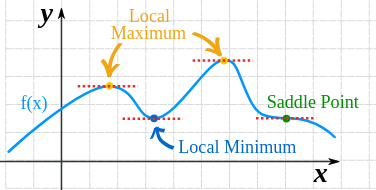 y
Local
Maximum
f(x)
Saddle Point
Local Minimum
x